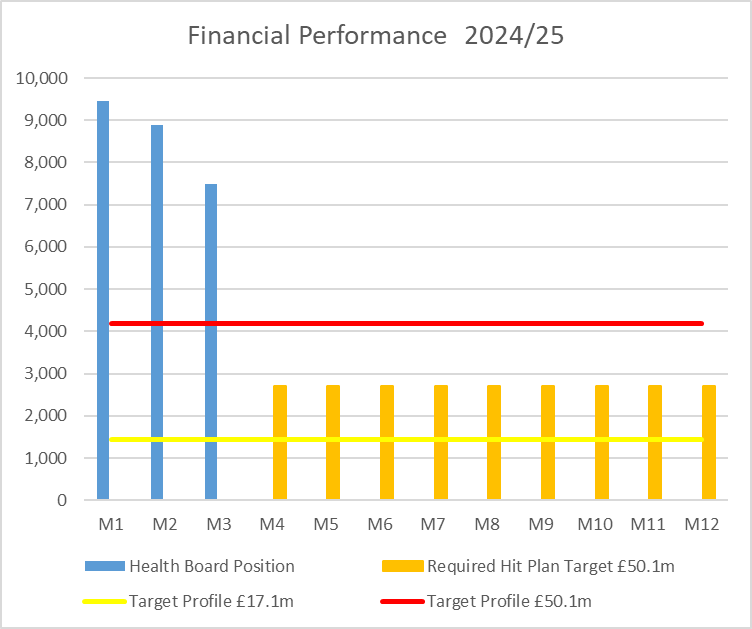 Financial Performance 2024/25
10,000
9,000
8,000
7,000
6,000
5,000
4,000
3,000
2,000
1,000
0
M1 M2 M3 M4 M5 M6 M7 M8 M9 M10 M11 M12
Health Board Position Required Hit Plan Target £50.1m
Target Profile £17.1m Target Profile £50.1m